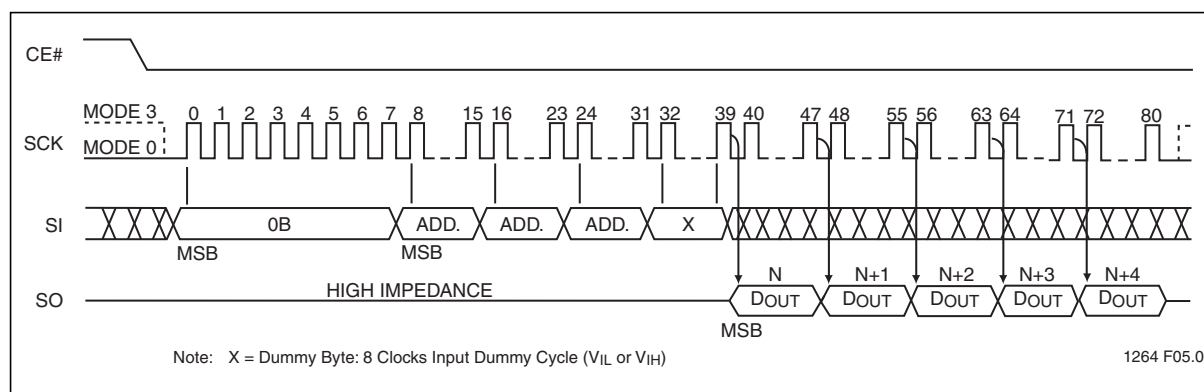 CE#
MODE 3
0 1 2 3 4 5 6 7 8 15 16 23 24 31 32 39 40 47 48 55 56 63 64 71 72 80
SCK
MODE 0
SI
0B ADD. ADD. ADD. X
MSB MSB
N N+1 N+2 N+3 N+4
SO
HIGH IMPEDANCE
DOUT DOUT DOUT DOUT DOUT
MSB
Note: X = Dummy Byte: 8 Clocks Input Dummy Cycle (VIL or VIH)
1264 F05.0